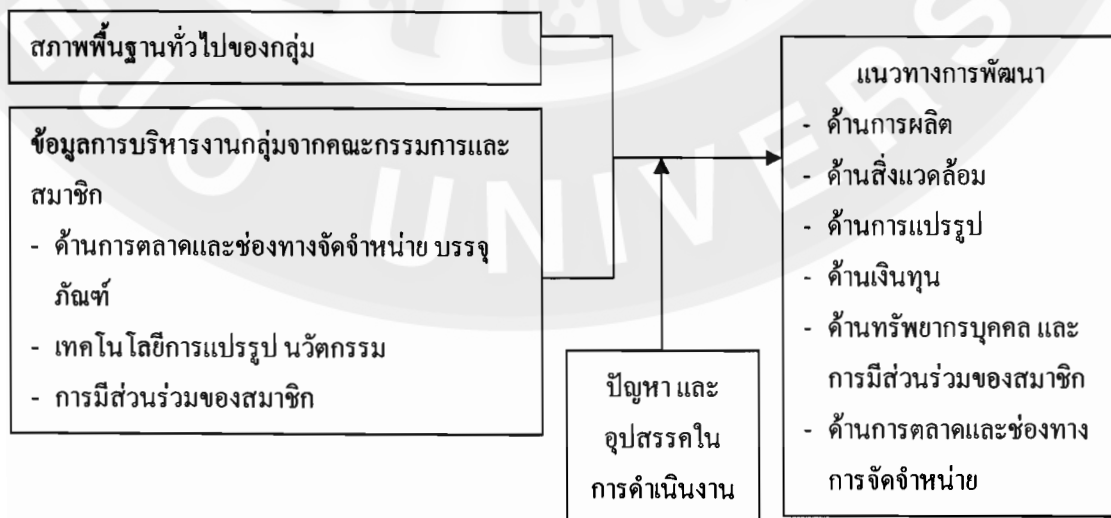 สภาพพื้นฐานทั่วไปของกลุ่ม
ข้อมูลการบริหารงานกลุ่มจากคณะกรรมการและ
สมาชิก
- ด้านการตลาดและช่องทางจัดจำหน่าย บรรจุ
ภัณฑ์
- เทคโนโลยีการแปรรูป นวัตกรรม
- การมีส่วนร่วมของสมาชิก
ปัญหา และ
อุปสรรคใน
การดำเนินงาน
แนวทางการพัฒนา
- ด้านการผลิต
- ด้านสิ่งแวดล้อม
- ด้านการแปรรูป
- ด้านเงินทุน
- ด้านทรัพยากรบุคคล และ
การมีส่วนร่วมของสมาชิก
- ด้านการตลาดและช่องทาง
การจัดจำหน่าย